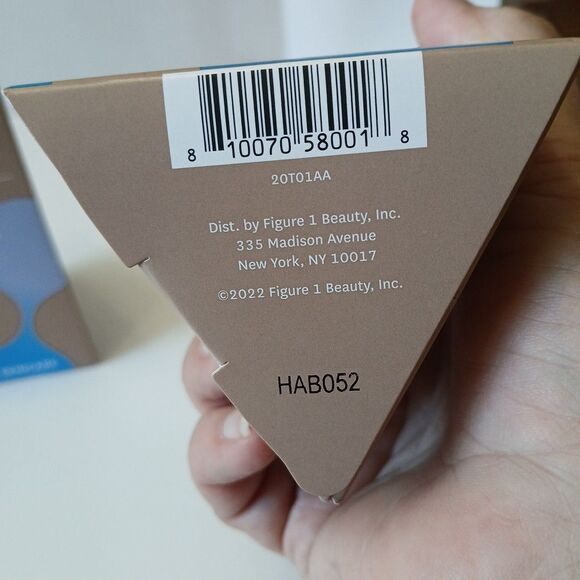 8 10070 58001 8
20T01AA
Dist. by Figure 1 Beauty, Inc.
335 Madison Avenue
New York, NY 10017
©2022 Figure 1 Beauty, Inc.
HAB052